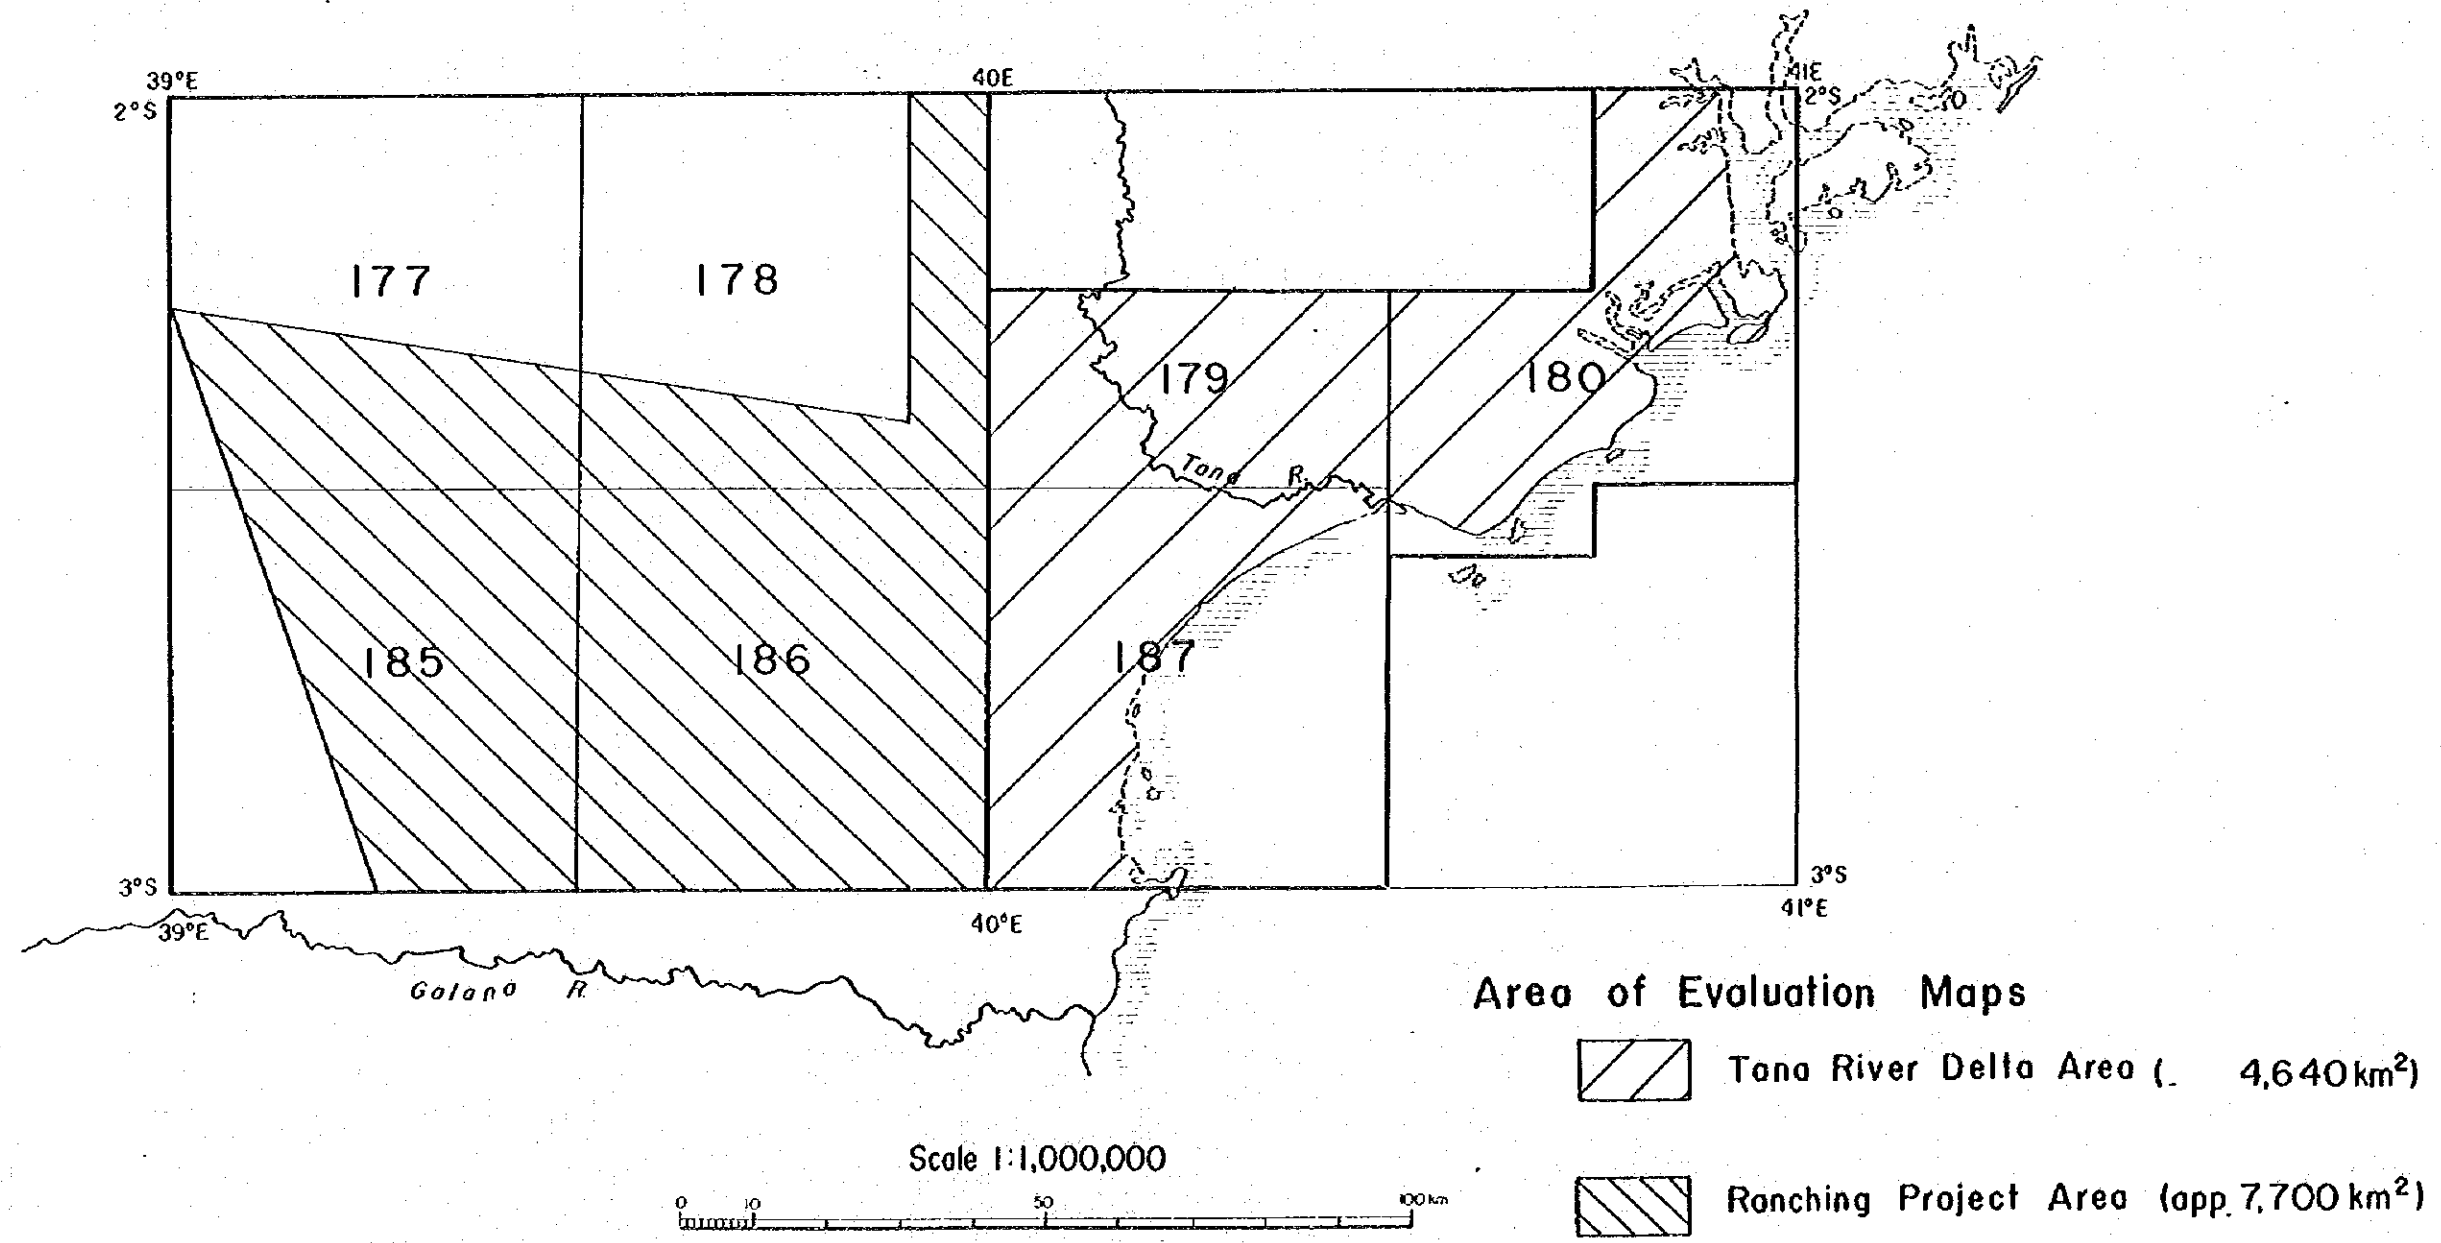 39°E 40E 41E
2°S 2°S
177 178
179 180
Tana R.
185 186 187
3°S 3°S
39°E 40°E 41°E
Galana R.
Area of Evaluation Maps
Tana River Delta Area ( 4,640 km²)
Scale 1:1,000,000
0 10 50 100 km
Ranching Project Area (app. 7,700 km²)